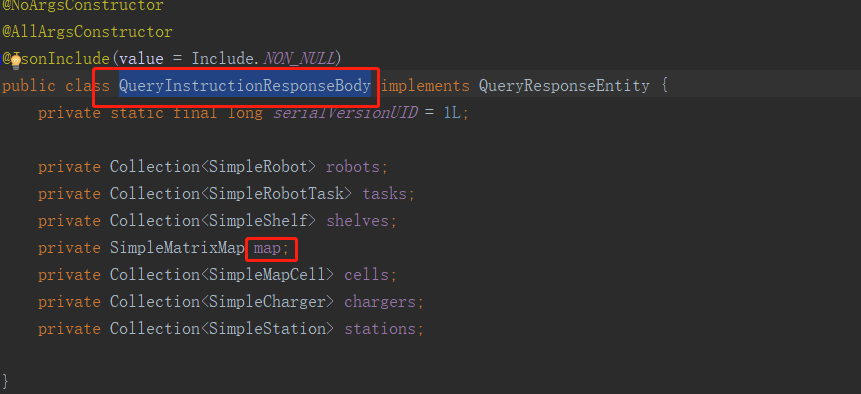 @NoArgsConstructor
@AllArgsConstructor
@JsonInclude(value = Include.NON_NULL)
public class QueryInstructionResponseBody implements QueryResponseEntity {
private static final long serialVersionUID = 1L;
private Collection<SimpleRobot> robots;
private Collection<SimpleRobotTask> tasks;
private Collection<SimpleShelf> shelves;
private SimpleMatrixMap map;
private Collection<SimpleMapCell> cells;
private Collection<SimpleCharger> chargers;
private Collection<SimpleStation> stations;
}